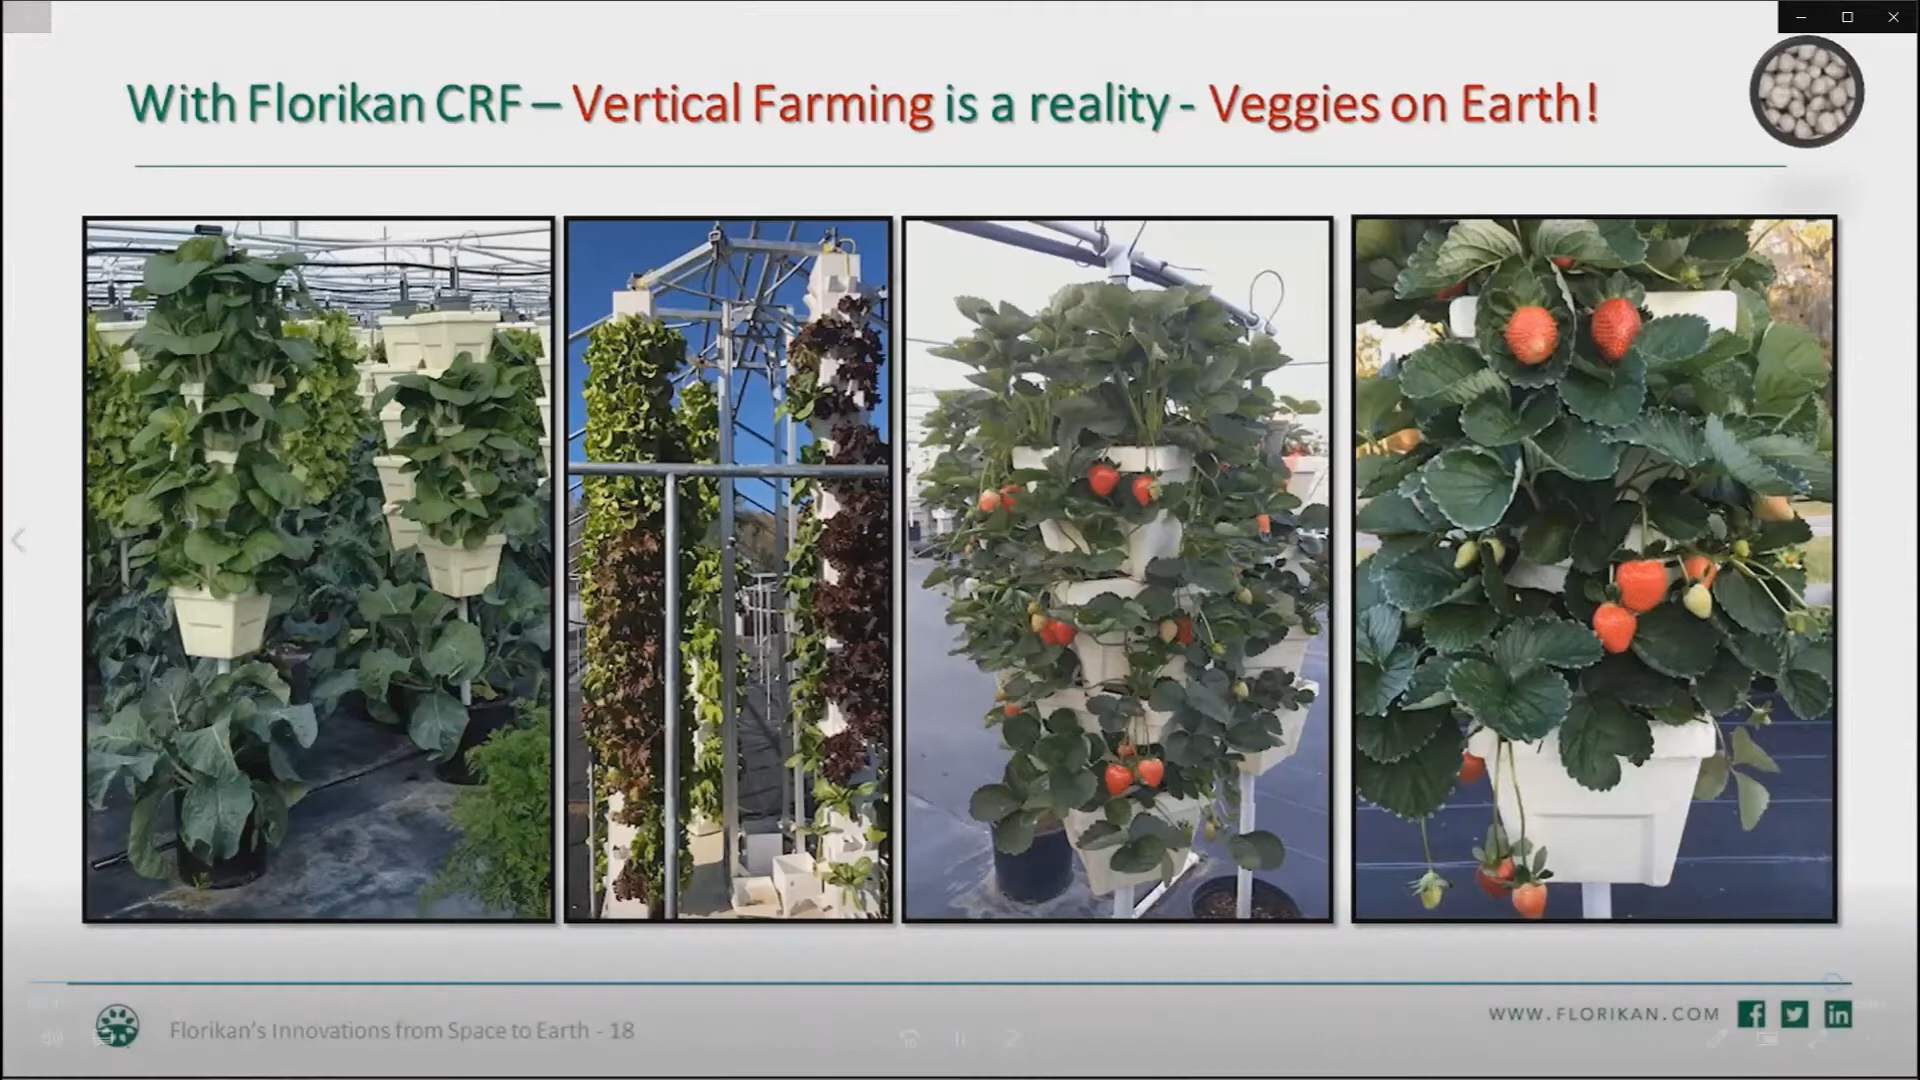 With Florikan CRF – Vertical Farming is a reality - Veggies on Earth!
Florikan's Innovations from Space to Earth - 18
WWW.FLORIKAN.COM